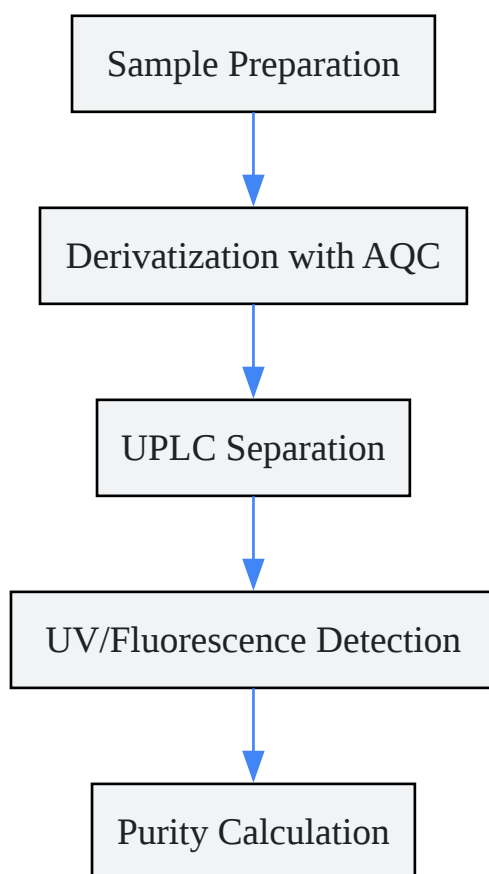 Sample Preparation
Derivatization with AQC
UPLC Separation
UV/Fluorescence Detection
Purity Calculation